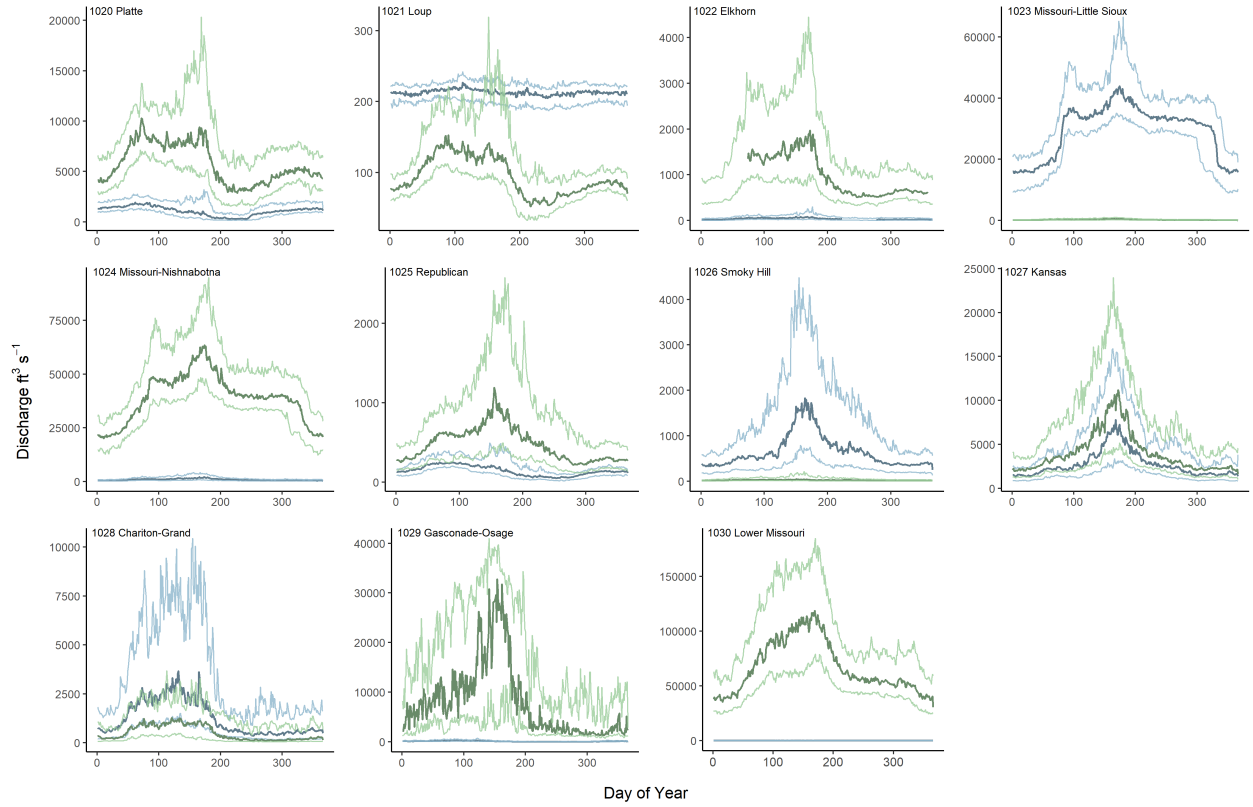 1020 Platte
20000
15000
10000
5000
0
0 100 200 300
1021 Loup
300
200
100
0 100 200 300
1022 Elkhorn
4000
3000
2000
1000
0
0 100 200 300
1023 Missouri-Little Sioux
60000
40000
20000
0
0 100 200 300
1024 Missouri-Nishnabotna
75000
50000
25000
0
0 100 200 300
1025 Republican
2000
1000
0
0 100 200 300
1026 Smoky Hill
4000
3000
2000
1000
0
0 100 200 300
1027 Kansas
25000
20000
15000
10000
5000
0
0 100 200 300
1028 Chariton-Grand
10000
7500
5000
2500
0
0 100 200 300
1029 Gasconade-Osage
40000
30000
20000
10000
0
0 100 200 300
1030 Lower Missouri
150000
100000
50000
0
0 100 200 300
Discharge ft³ s⁻¹
Day of Year